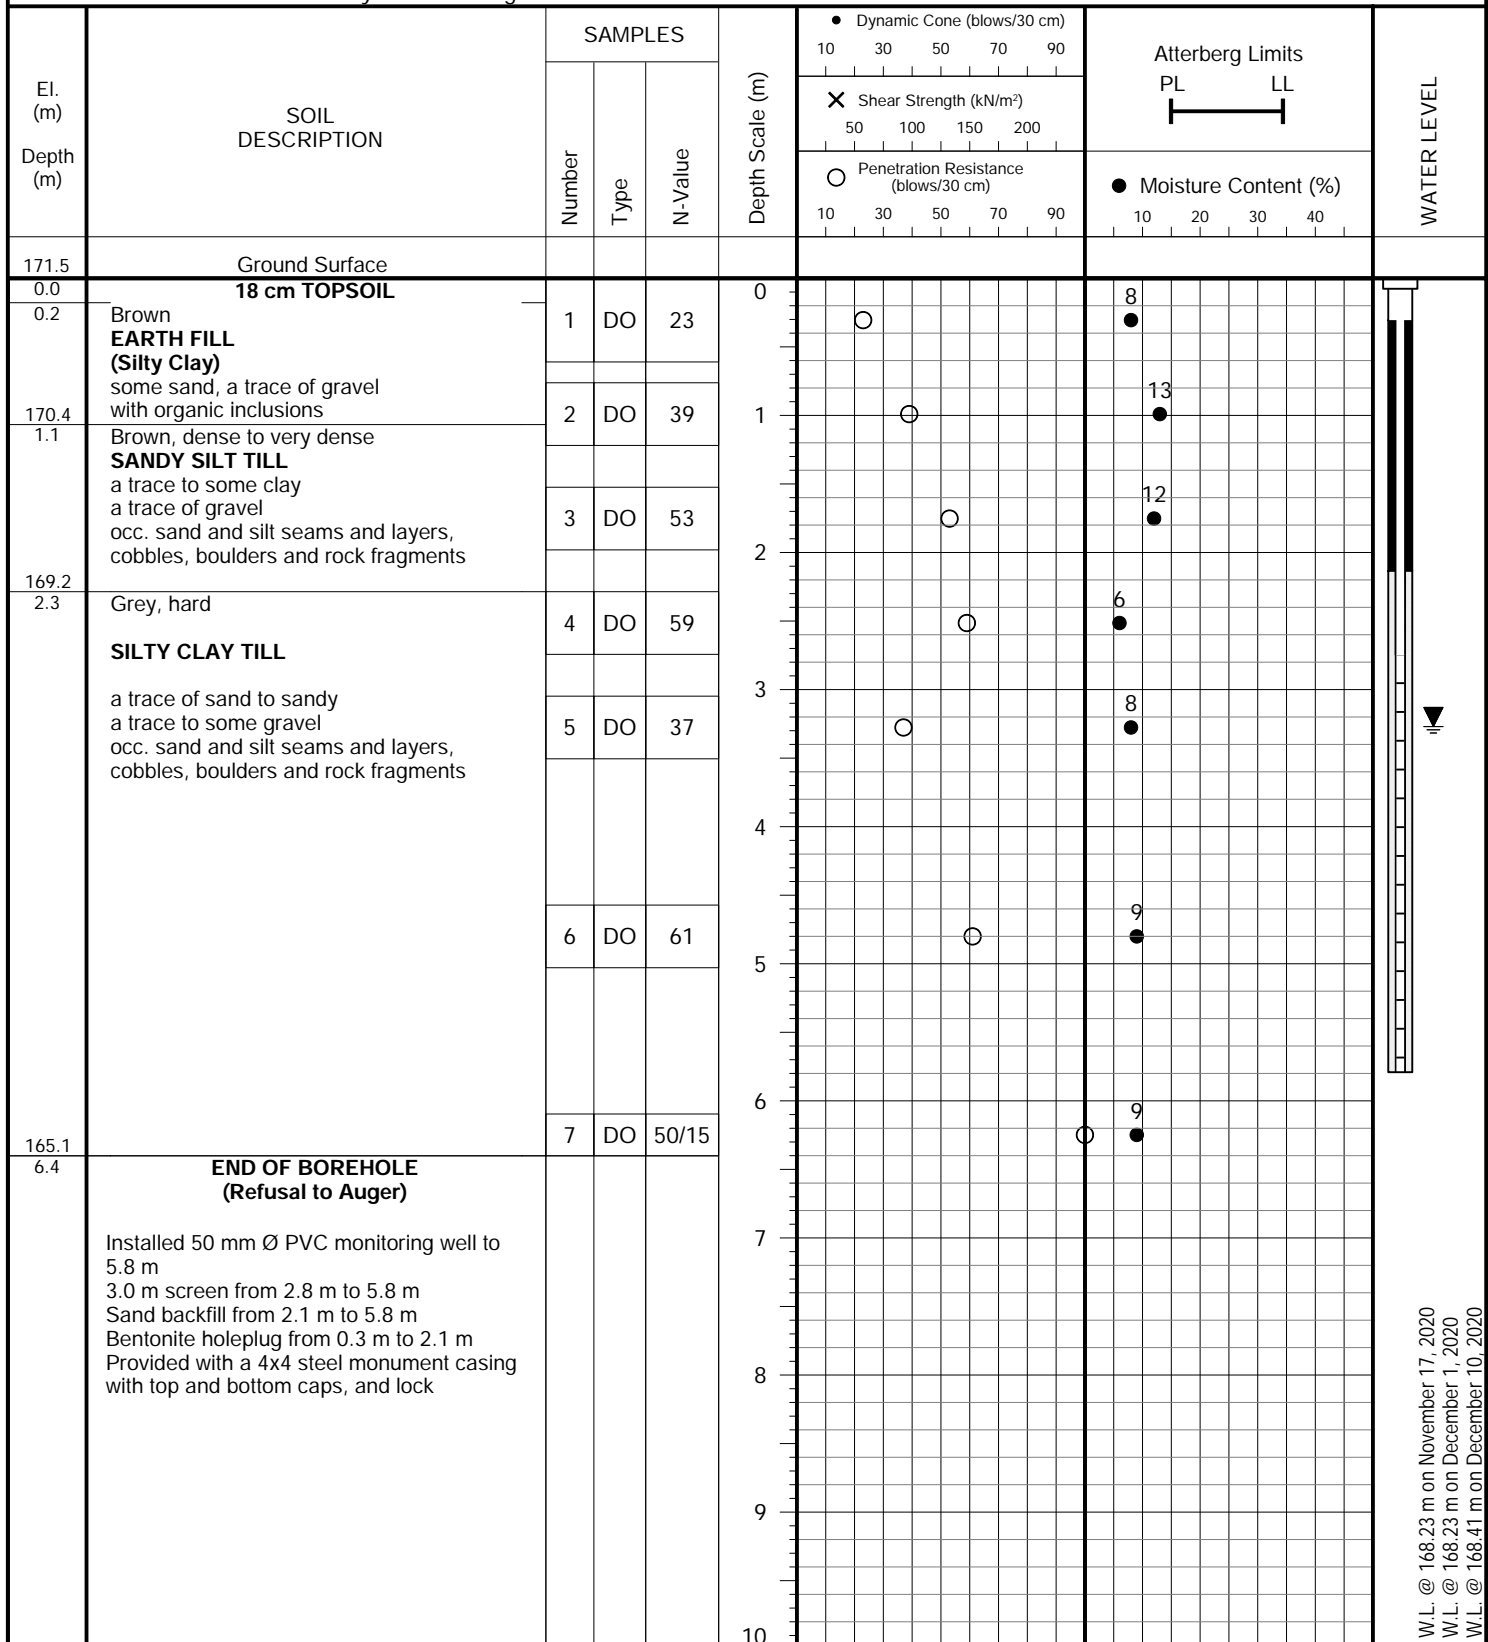 El.
(m)
Depth
(m)
SOIL
DESCRIPTION
SAMPLES
Number
Type
N-Value
Depth Scale (m)
Dynamic Cone (blows/30 cm)
10 30 50 70 90
Shear Strength (kN/m²)
50 100 150 200
Penetration Resistance
(blows/30 cm)
10 30 50 70 90
Atterberg Limits
PL LL
Moisture Content (%)
10 20 30 40
WATER LEVEL
171.5 Ground Surface
0.0 18 cm TOPSOIL 0
0.2 Brown 1 DO 23 8
EARTH FILL
(Silty Clay)
some sand, a trace of gravel 13
170.4 with organic inclusions 2 DO 39 1
1.1 Brown, dense to very dense
SANDY SILT TILL
a trace to some clay 12
a trace of gravel 3 DO 53
occ. sand and silt seams and layers,
cobbles, boulders and rock fragments 2
169.2
2.3 Grey, hard 6
4 DO 59
SILTY CLAY TILL
3
a trace of sand to sandy 8
a trace to some gravel 5 DO 37
occ. sand and silt seams and layers,
cobbles, boulders and rock fragments
4
9
6 DO 61
5
6
9
165.1 7 DO 50/15
6.4 END OF BOREHOLE
(Refusal to Auger)
Installed 50 mm Ø PVC monitoring well to 7
5.8 m
3.0 m screen from 2.8 m to 5.8 m
Sand backfill from 2.1 m to 5.8 m
Bentonite holeplug from 0.3 m to 2.1 m
Provided with a 4x4 steel monument casing 8
with top and bottom caps, and lock
9
10
W.L. @ 168.23 m on November 17, 2020
W.L. @ 168.23 m on December 1, 2020
W.L. @ 168.41 m on December 10, 2020